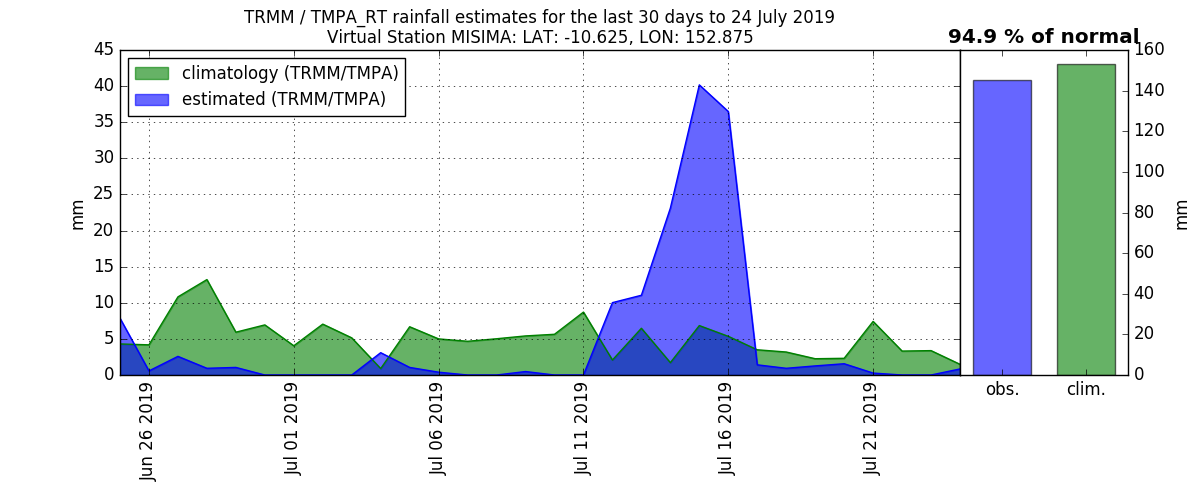 TRMM / TMPA_RT rainfall estimates for the last 30 days to 24 July 2019
Virtual Station MISIMA: LAT: -10.625, LON: 152.875
94.9 % of normal
climatology (TRMM/TMPA)
estimated (TRMM/TMPA)
45
40
35
30
25
20
15
10
5
0
mm
Jun 26 2019
Jul 01 2019
Jul 06 2019
Jul 11 2019
Jul 16 2019
Jul 21 2019
160
140
120
100
80
60
40
20
0
mm
obs.
clim.